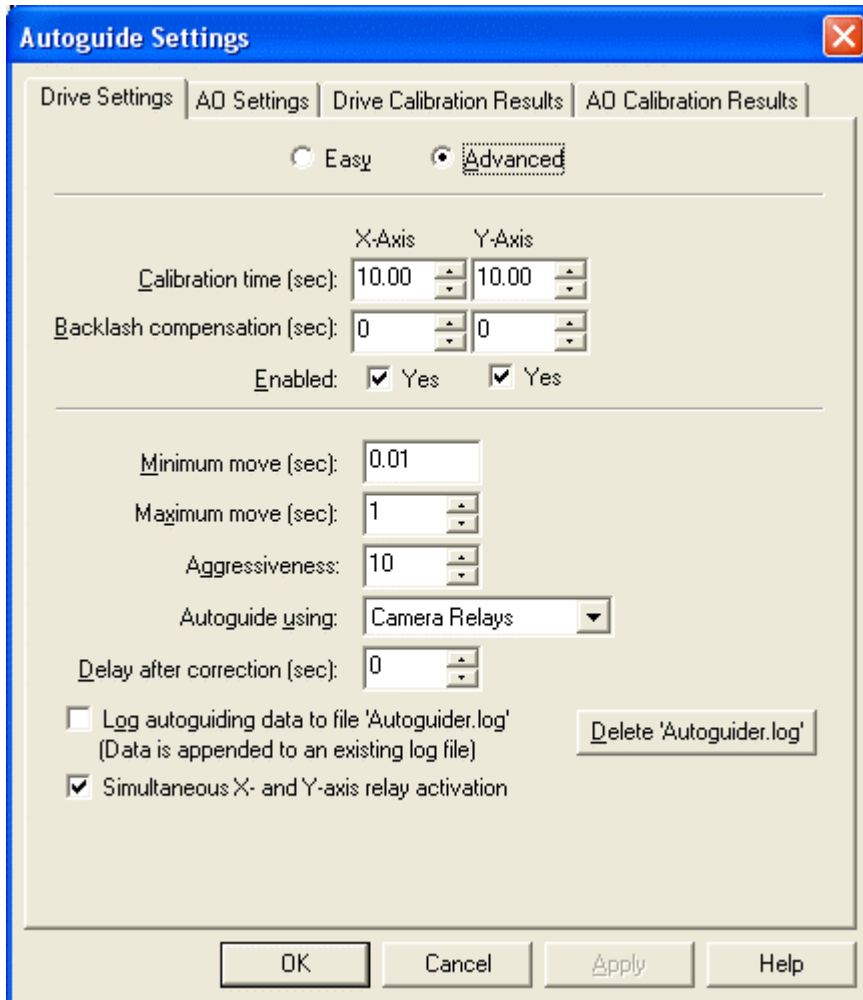 Autoguide Settings
Drive Settings AO Settings Drive Calibration Results AO Calibration Results
Easy Advanced
X-Axis Y-Axis
Calibration time (sec): 10.00 10.00
Backlash compensation (sec): 0 0
Enabled: Yes Yes
Minimum move (sec): 0.01
Maximum move (sec): 1
Aggressiveness: 10
Autoguide using: Camera Relays
Delay after correction (sec): 0
Log autoguiding data to file 'Autoguider.log'
(Data is appended to an existing log file)
Delete 'Autoguider.log'
Simultaneous X- and Y-axis relay activation
OK Cancel Apply Help